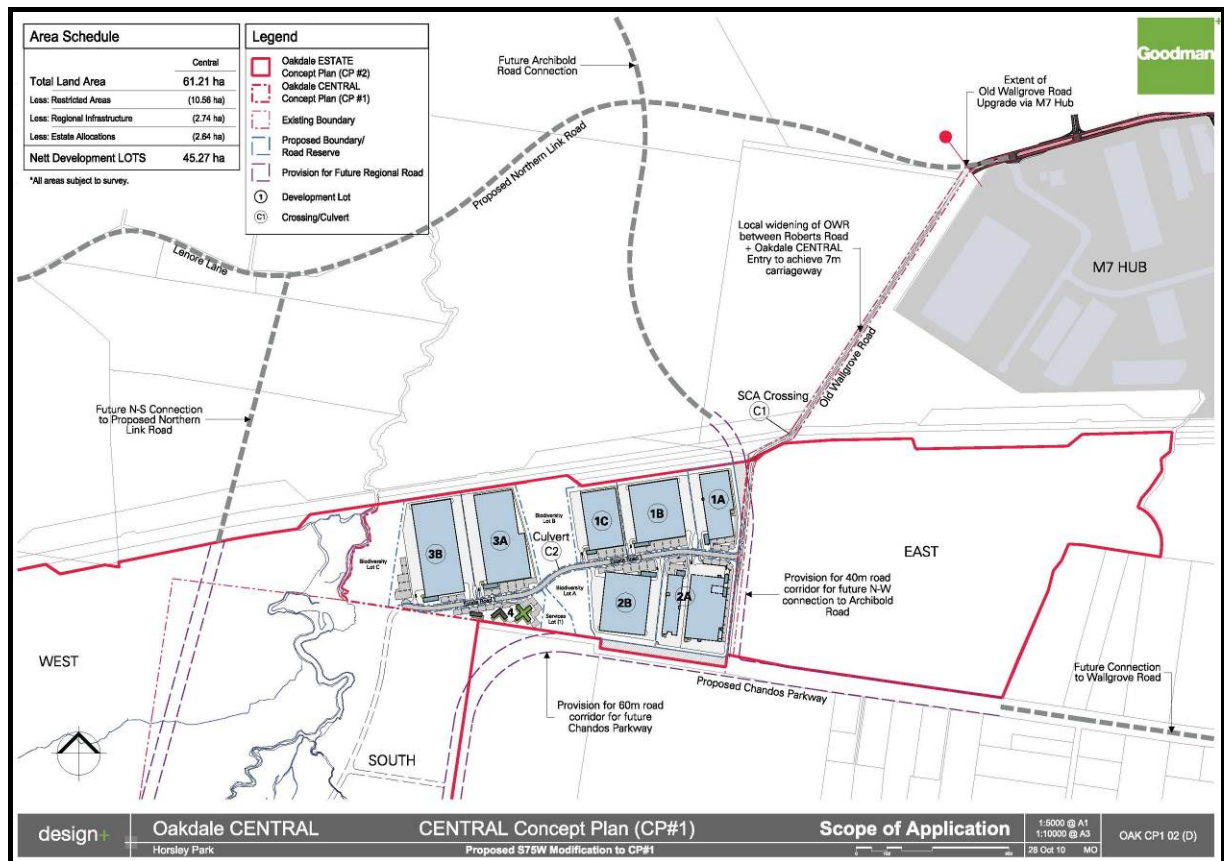 Area Schedule
Central
Total Land Area 61.21 ha
Less: Restricted Areas (10.56 ha)
Less: Regional Infrastructure (2.74 ha)
Less: Estate Allocations (2.64 ha)
Nett Development LOTS 45.27 ha
*All areas subject to survey.
Legend
Oakdale ESTATE
Concept Plan (CP #2)
Oakdale CENTRAL
Concept Plan (CP #1)
Existing Boundary
Proposed Boundary/
Road Reserve
Provision for Future Regional Road
1 Development Lot
C1 Crossing/Culvert
Future Archibold
Road Connection
Goodman
Extent of
Old Wallgrove Road
Upgrade via M7 Hub
Proposed Northern Link Road
Lenore Lane
Local widening of OWR
between Roberts Road
+ Oakdale CENTRAL
Entry to achieve 7m
carriageway
M7 HUB
Old Wallgrove Road
SCA Crossing
C1
Future N-S Connection
to Proposed Northern
Link Road
3B
3A
Biodiversity
Lot B
Culvert
C2
1C
1B
1A
Biodiversity
Lot C
Biodiversity
Lot A
Services
Lot (1)
4
2B
2A
EAST
Provision for 40m road
corridor for future N-W
connection to Archibold
Road
WEST
Proposed Chandos Parkway
Future Connection
to Wallgrove Road
Provision for 60m road
corridor for future
Chandos Parkway
SOUTH
design+
Oakdale CENTRAL
Horsley Park
CENTRAL Concept Plan (CP#1)
Proposed S75W Modification to CP#1
Scope of Application
1:5000 @ A1
1:10000 @ A3
28 Oct 10 MO
OAK CP1 02 (D)